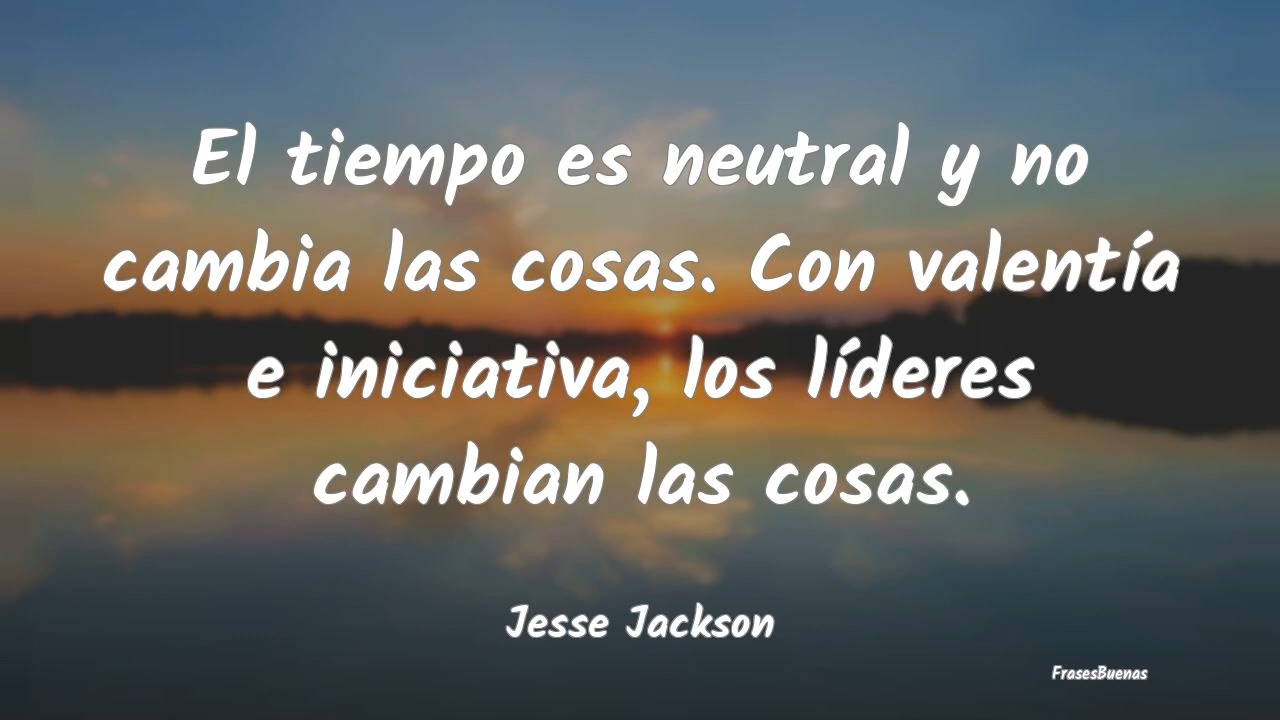 El tiempo es neutral y no
cambia las cosas. Con valentía
e iniciativa, los líderes
cambian las cosas.
Jesse Jackson
FrasesBuenas